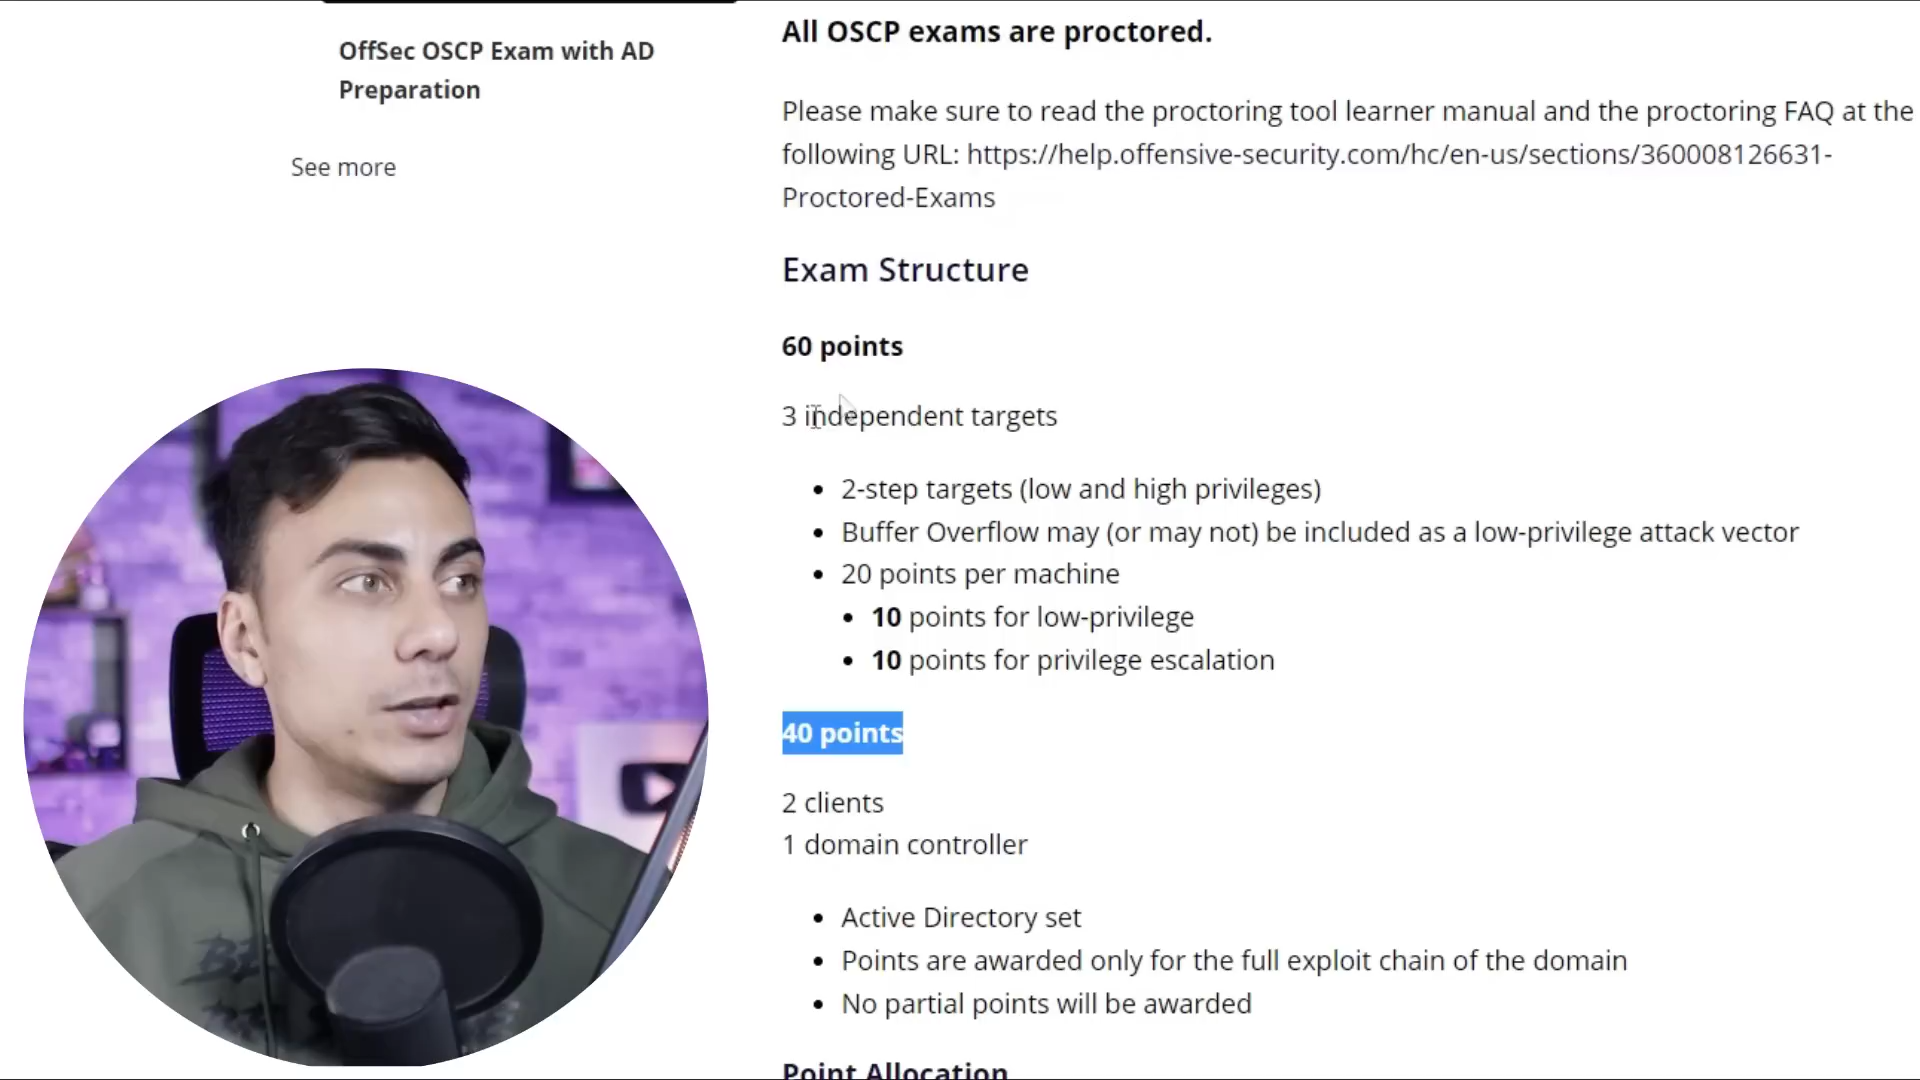 OffSec OSCP Exam with AD
Preparation
See more
All OSCP exams are proctored.
Please make sure to read the proctoring tool learner manual and the proctoring FAQ at the
following URL: https://help.offensive-security.com/hc/en-us/sections/360008126631-
Proctored-Exams
Exam Structure
60 points
3 independent targets
• 2-step targets (low and high privileges)
• Buffer Overflow may (or may not) be included as a low-privilege attack vector
• 20 points per machine
• 10 points for low-privilege
• 10 points for privilege escalation
40 points
2 clients
1 domain controller
• Active Directory set
• Points are awarded only for the full exploit chain of the domain
• No partial points will be awarded
Point Allocation